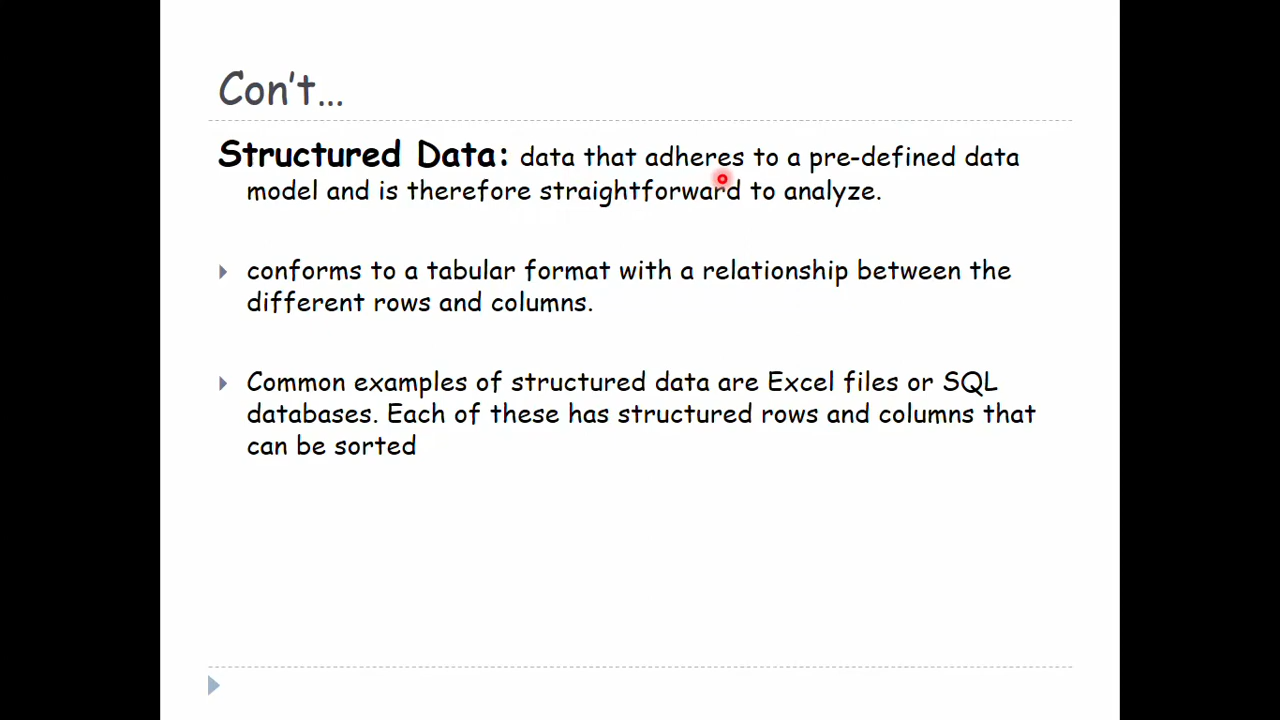 Con't...
Structured Data: data that adheres to a pre-defined data
model and is therefore straightforward to analyze.
conforms to a tabular format with a relationship between the
different rows and columns.
Common examples of structured data are Excel files or SQL
databases. Each of these has structured rows and columns that
can be sorted